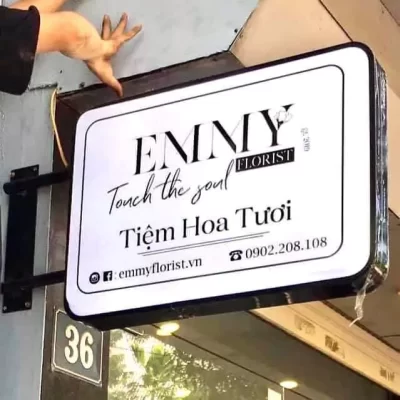 EMMY
FLORIST
Touch the soul
Tiệm Hoa Tươi
: emmyflorist.vn
0902.208.108
36